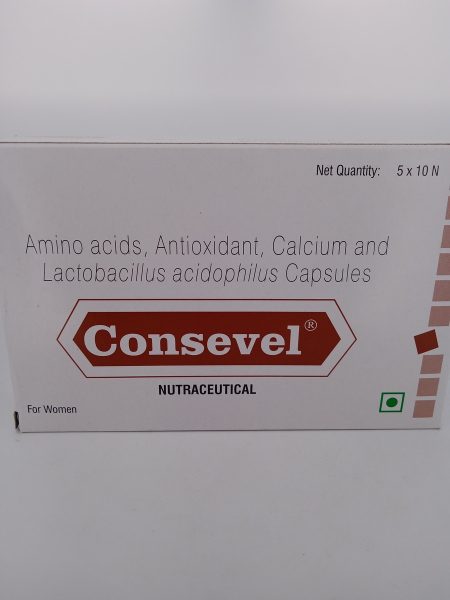 Net Quantity: 5 x 10 N
Amino acids, Antioxidant, Calcium and
Lactobacillus acidophilus Capsules
Consevel®
NUTRACEUTICAL
For Women